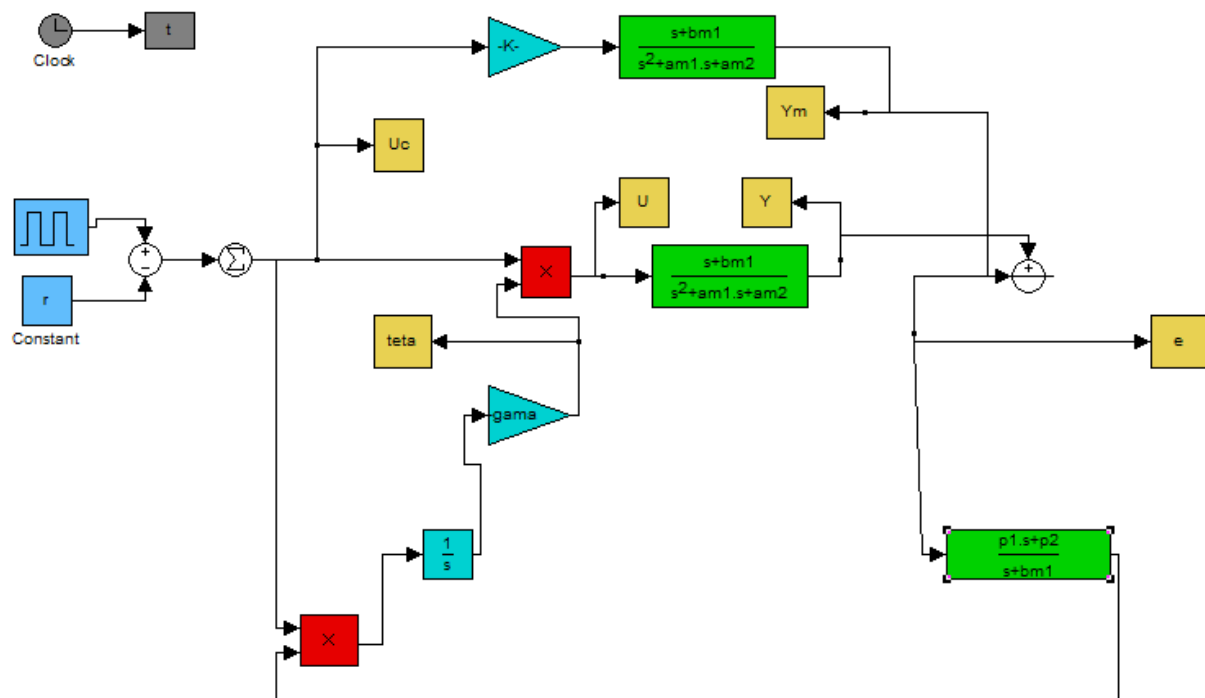 t
Clock
-K-
s+bm1
s2+am1.s+am2
Ym
Uc
U
Y
+
−
Σ
×
s+bm1
s2+am1.s+am2
+
r
Constant
teta
e
-gama
1
s
p1.s+p2
s+bm1
×